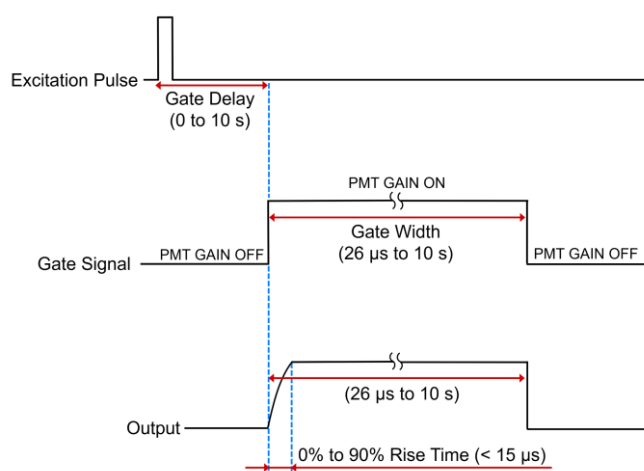 Excitation Pulse
Gate Delay
(0 to 10 s)
PMT GAIN ON
Gate Width
(26 μs to 10 s)
Gate Signal
PMT GAIN OFF
PMT GAIN OFF
(26 μs to 10 s)
Output
0% to 90% Rise Time (< 15 μs)